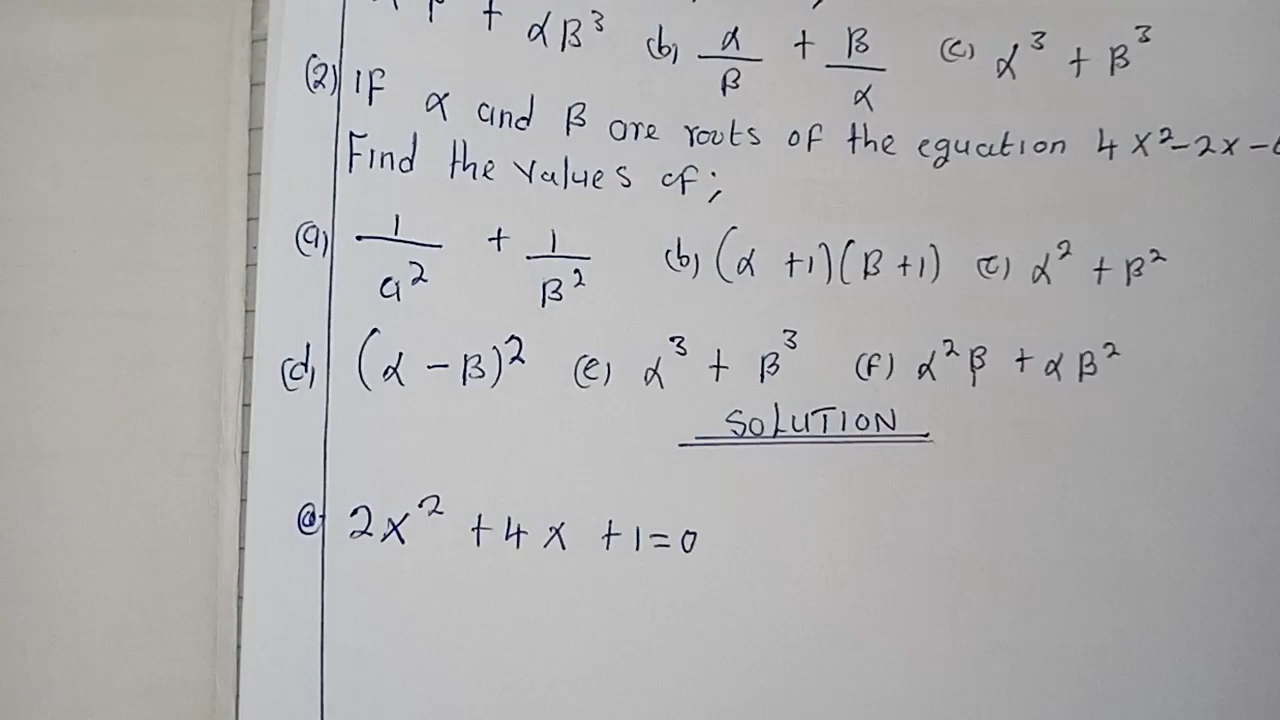 + αβ³ (b) α/β + β/α (c) α³ + β³
(2) If α and β are roots of the equation 4x²-2x-
Find the values of;
(a) 1/a² + 1/β² (b) (α +1)(β +1) (c) α² + β²
(d) (α - β)² (e) α³ + β³ (f) α²β + αβ²
SOLUTION
(a) 2x² + 4x + 1 = 0